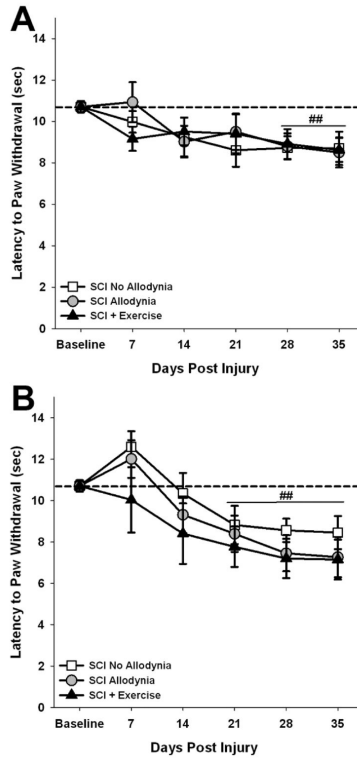 A
Latency to Paw Withdrawal (sec)
14
12
10
8
6
4
2
0
##
SCI No Allodynia
SCI Allodynia
SCI + Exercise
Baseline 7 14 21 28 35
Days Post Injury
B
Latency to Paw Withdrawal (sec)
14
12
10
8
6
4
2
0
##
SCI No Allodynia
SCI Allodynia
SCI + Exercise
Baseline 7 14 21 28 35
Days Post Injury